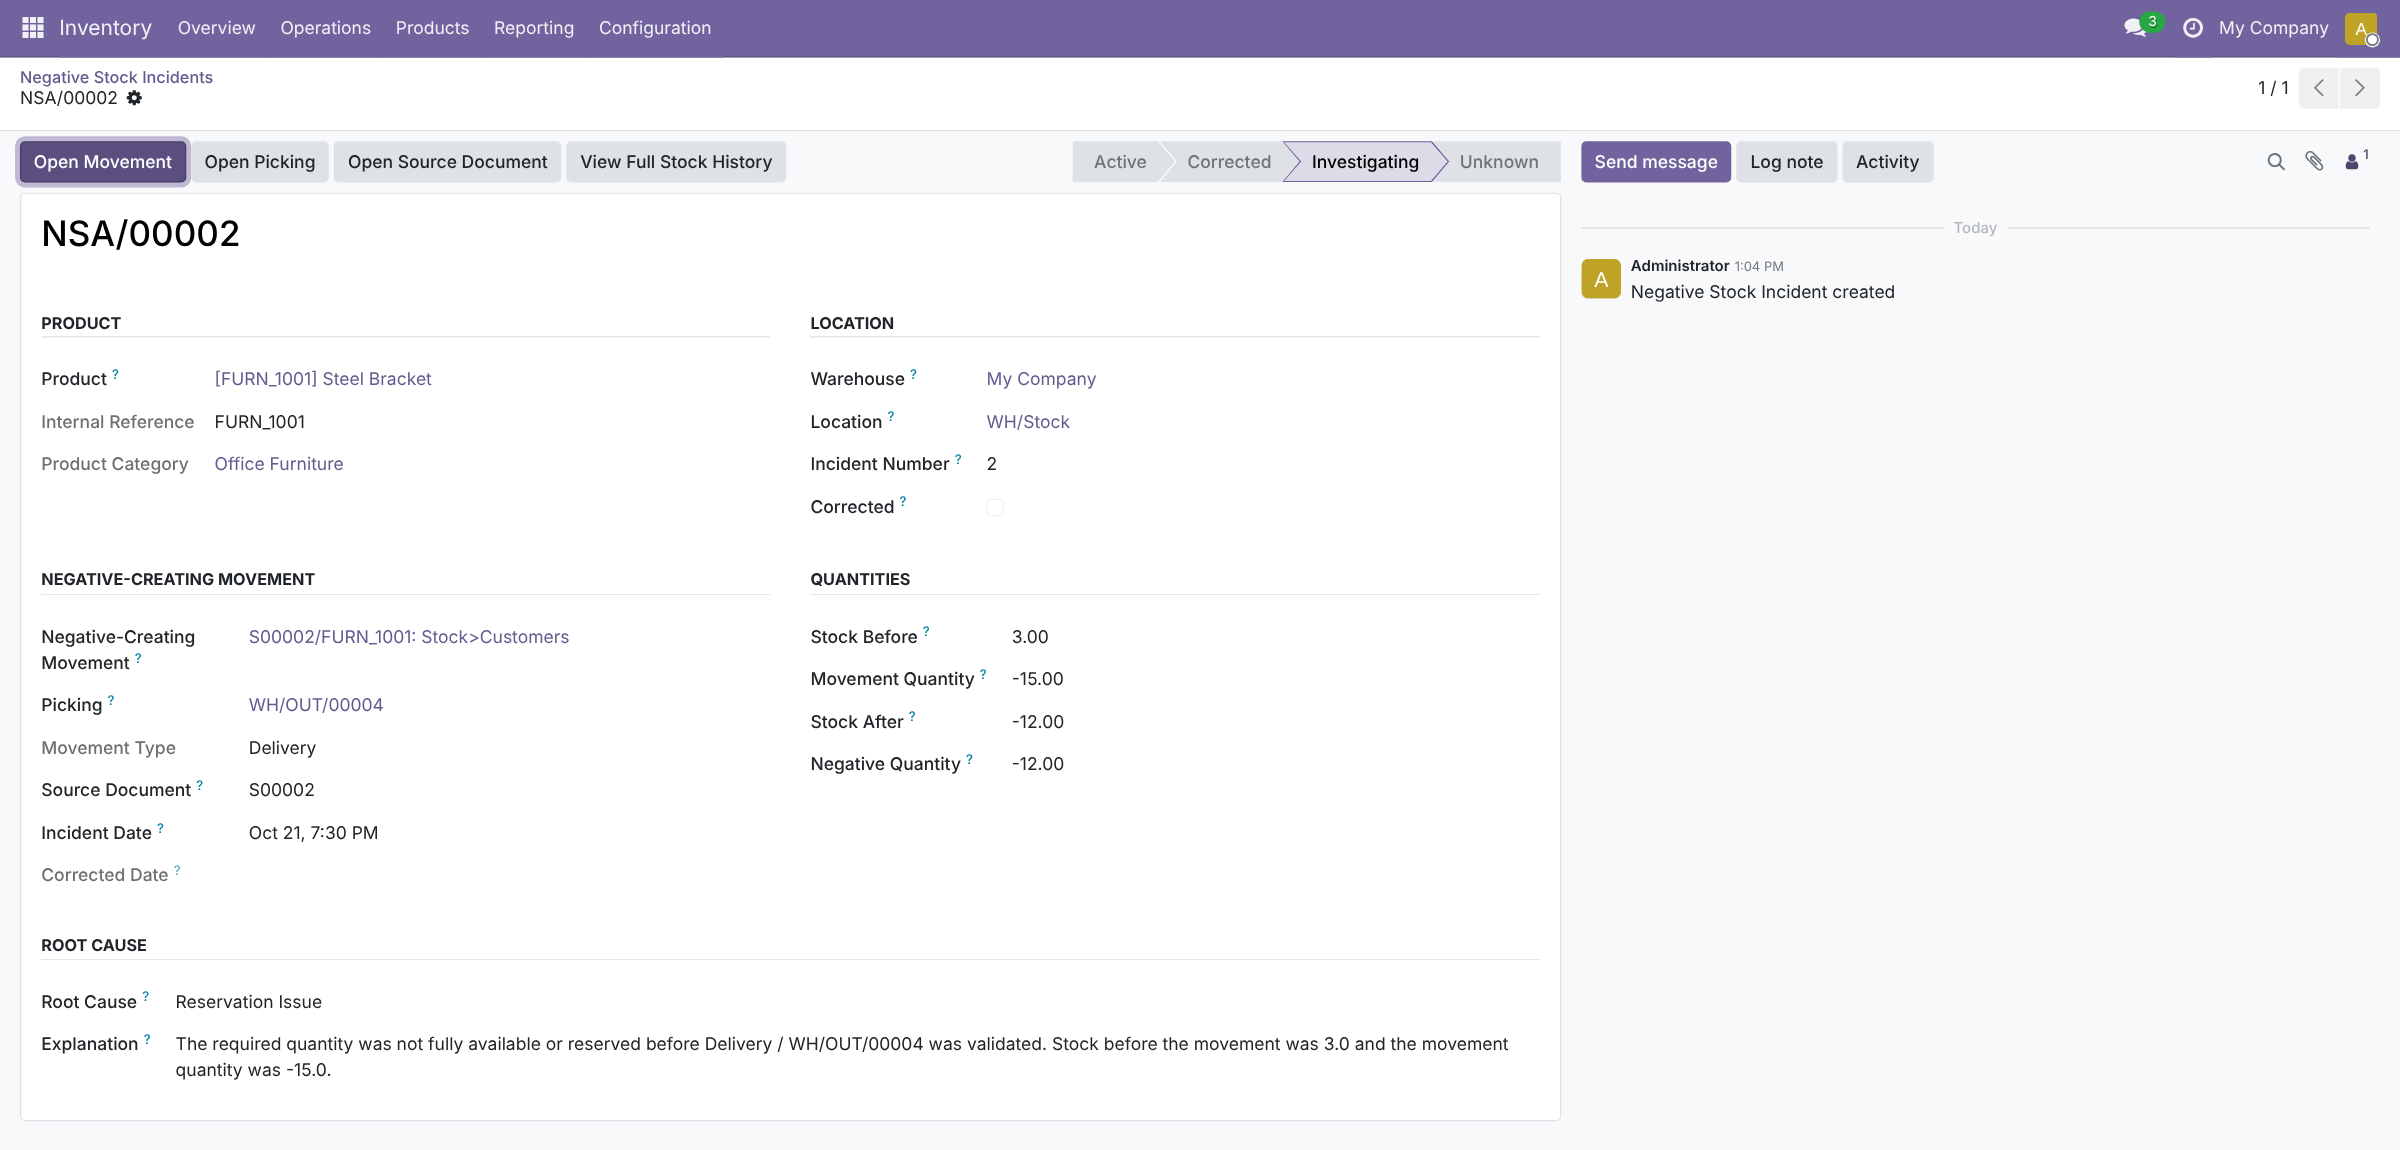 Inventory Overview Operations Products Reporting Configuration 3 My Company A
Negative Stock Incidents
NSA/00002
1 / 1
Open Movement Open Picking Open Source Document View Full Stock History Active Corrected Investigating Unknown Send message Log note Activity 1
NSA/00002
Today
A Administrator 1:04 PM
Negative Stock Incident created
PRODUCT
Product ? [FURN_1001] Steel Bracket
Internal Reference FURN_1001
Product Category Office Furniture
LOCATION
Warehouse ? My Company
Location ? WH/Stock
Incident Number ? 2
Corrected ?
NEGATIVE-CREATING MOVEMENT
Negative-Creating S00002/FURN_1001: Stock>Customers
Movement ?
Picking ? WH/OUT/00004
Movement Type Delivery
Source Document ? S00002
Incident Date ? Oct 21, 7:30 PM
Corrected Date ?
QUANTITIES
Stock Before ? 3.00
Movement Quantity ? -15.00
Stock After ? -12.00
Negative Quantity ? -12.00
ROOT CAUSE
Root Cause ? Reservation Issue
Explanation ? The required quantity was not fully available or reserved before Delivery / WH/OUT/00004 was validated. Stock before the movement was 3.0 and the movement
quantity was -15.0.